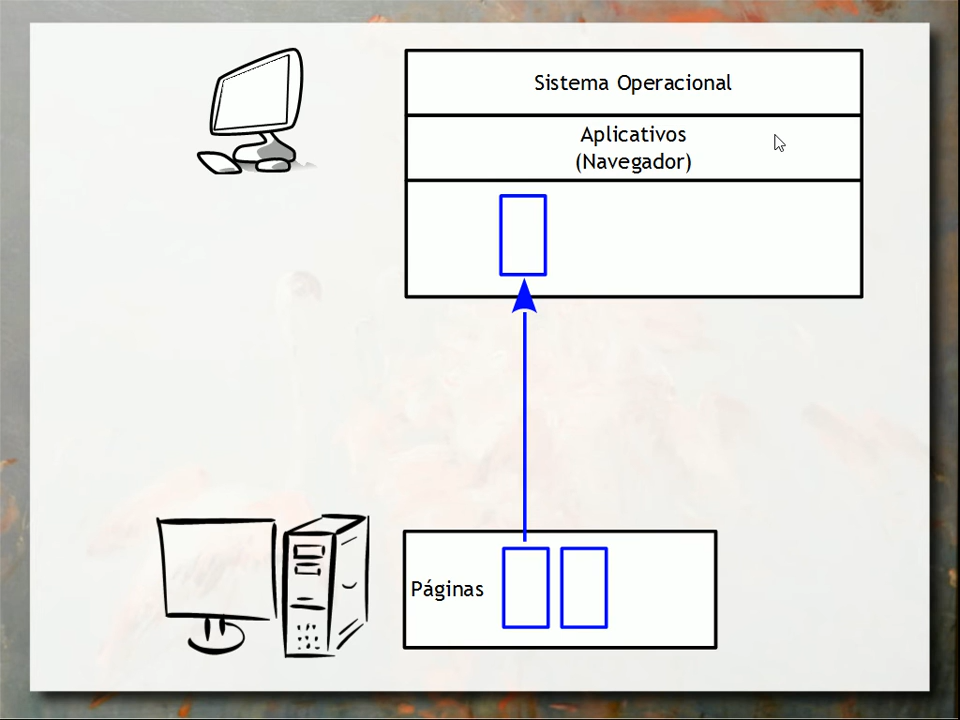 Sistema Operacional
Aplicativos
(Navegador)
Páginas